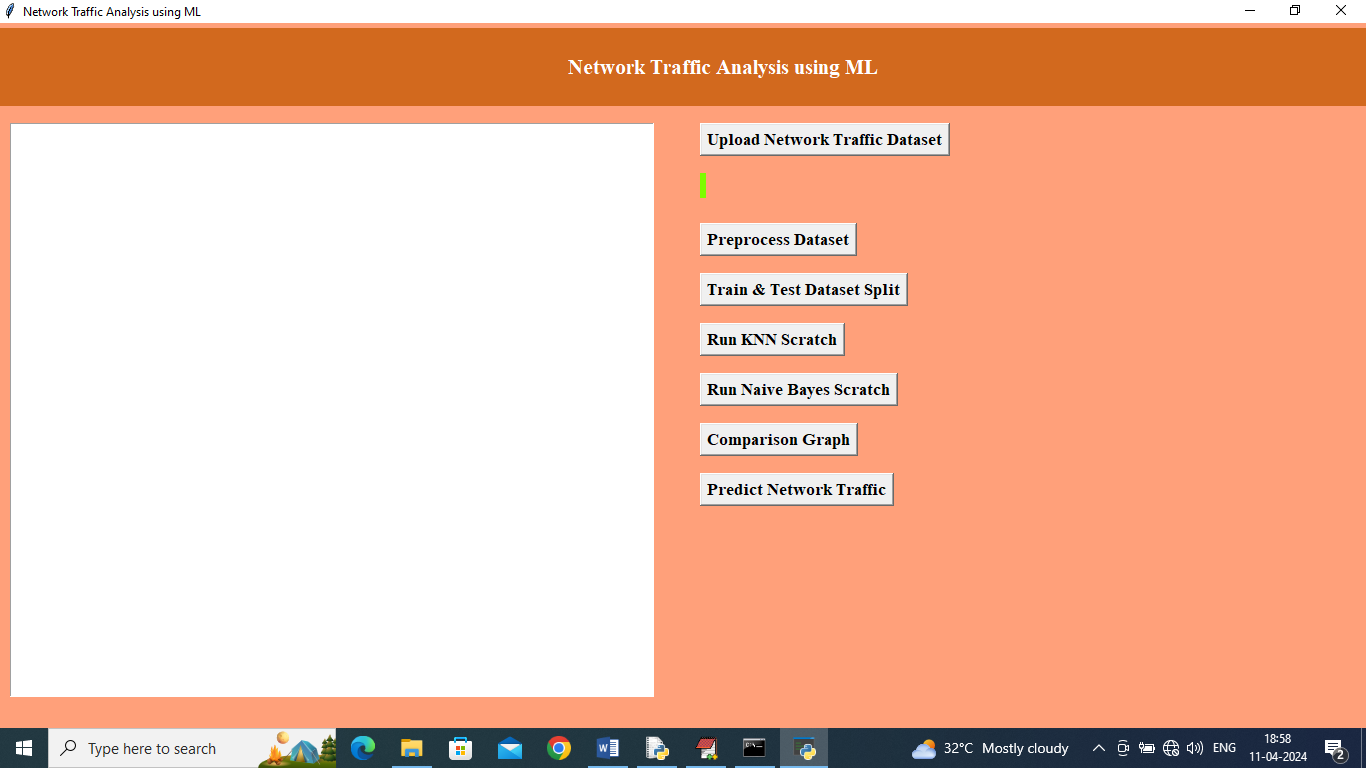 Network Traffic Analysis using ML
Network Traffic Analysis using ML
Upload Network Traffic Dataset
Preprocess Dataset
Train & Test Dataset Split
Run KNN Scratch
Run Naive Bayes Scratch
Comparison Graph
Predict Network Traffic
Type here to search
32°C Mostly cloudy
ENG
18:58
11-04-2024
2